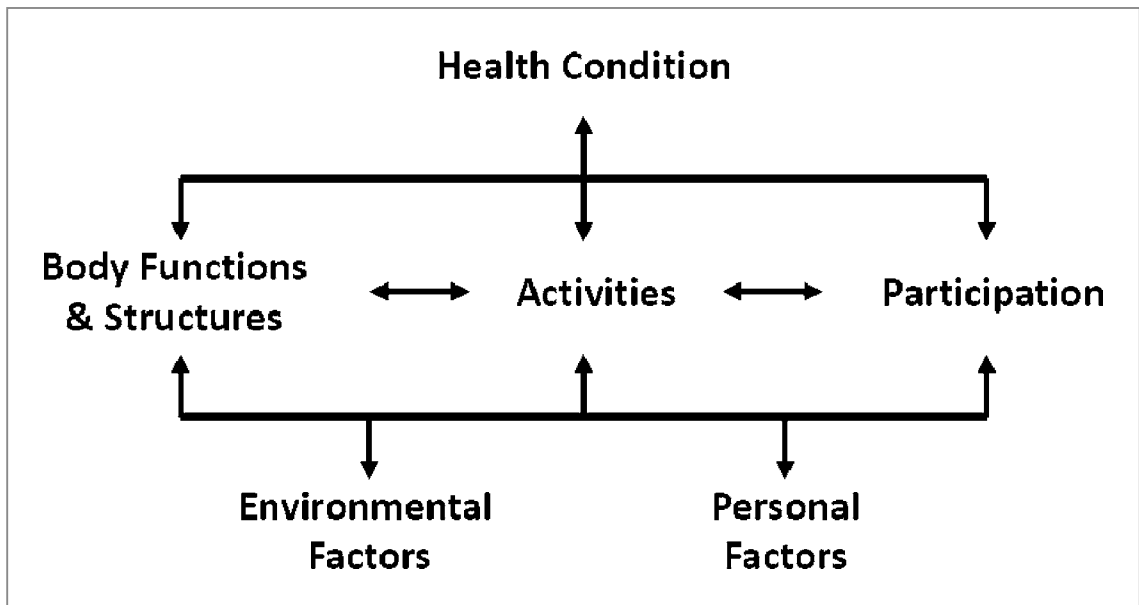 Health Condition
Body Functions
& Structures
Activities
Participation
Environmental
Factors
Personal
Factors